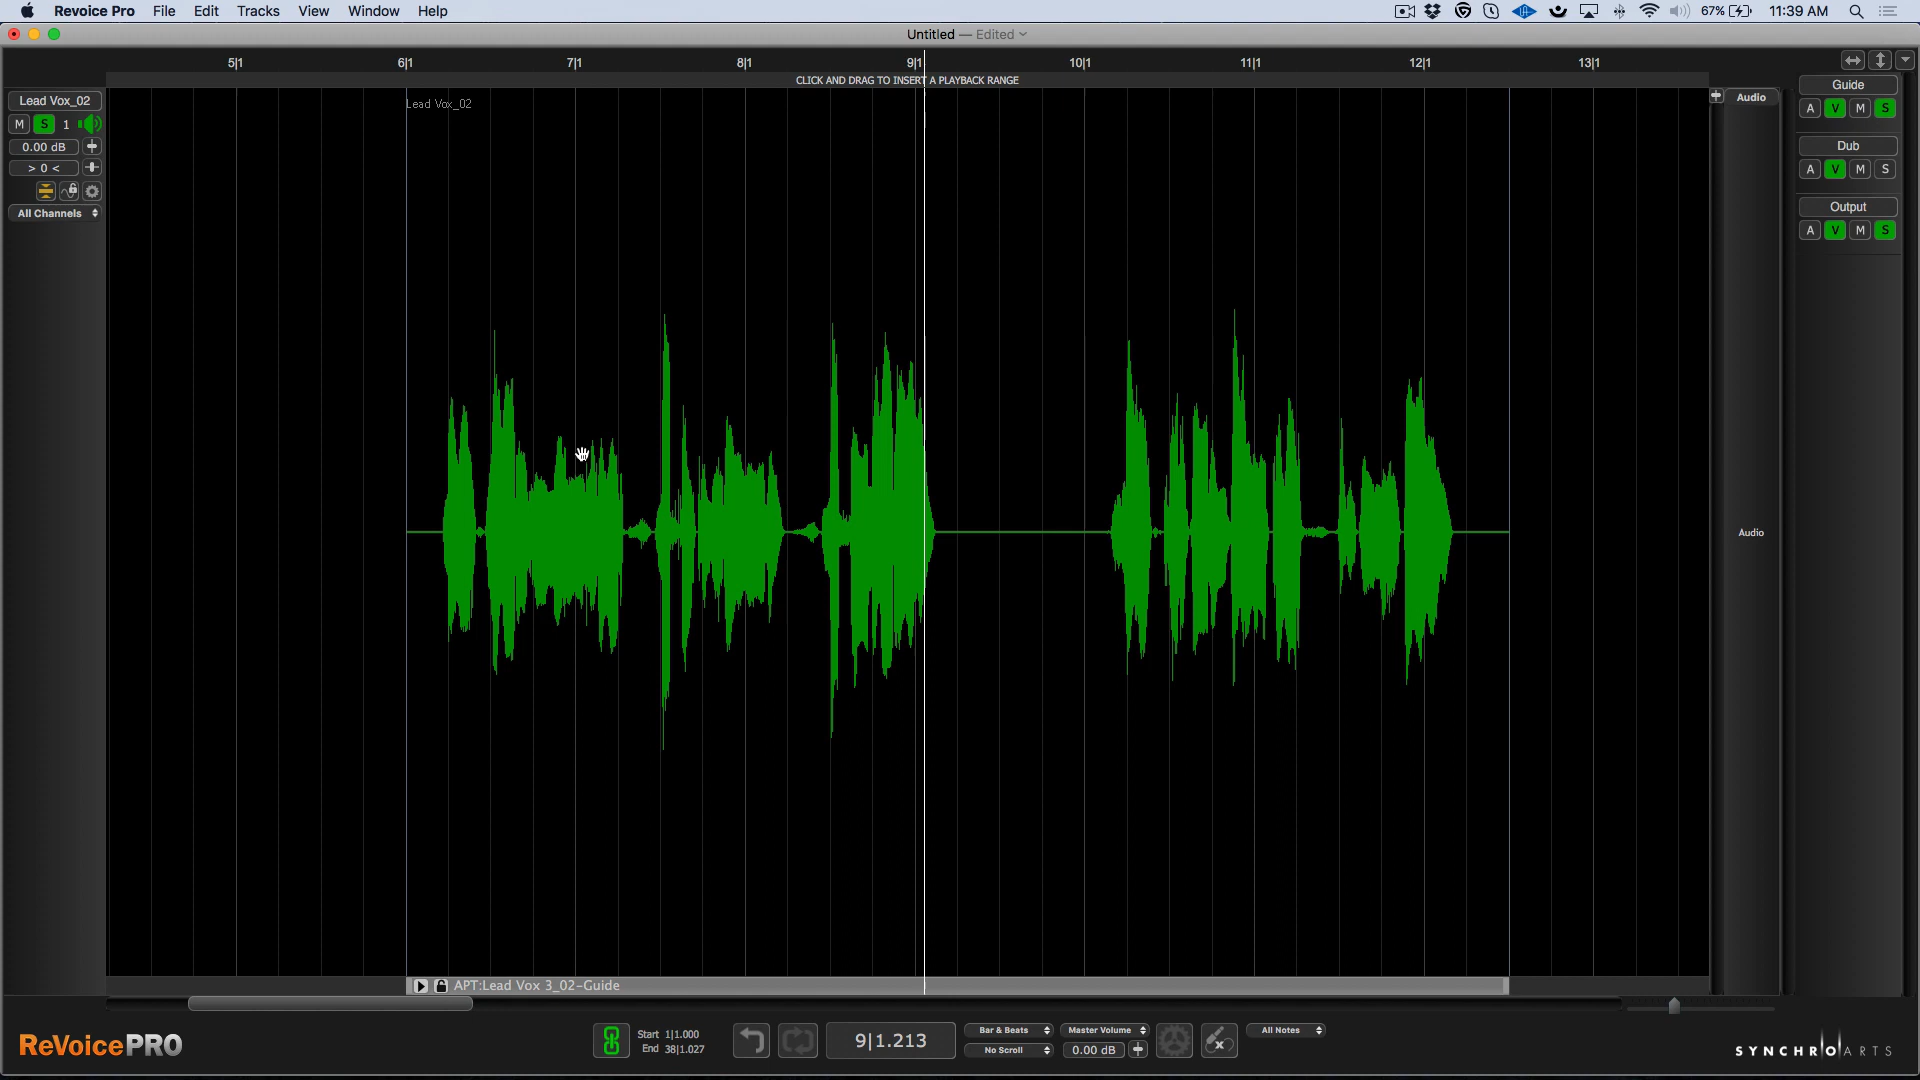 Revoice Pro File Edit Tracks View Window Help
67% 11:39 AM
Untitled — Edited
5|1 6|1 7|1 8|1 9|1 10|1 11|1 12|1 13|1
CLICK AND DRAG TO INSERT A PLAYBACK RANGE
Lead Vox_02
M S 1
0.00 dB
> 0 <
All Channels
Lead Vox_02
Audio
Audio
Guide
A V M S
Dub
A V M S
Output
A V M S
APT:Lead Vox 3_02-Guide
ReVoicePRO
Start 1|1.000
End 38|1.027
9|1.213
Bar & Beats
No Scroll
Master Volume
0.00 dB
All Notes
SYNCHROARTS